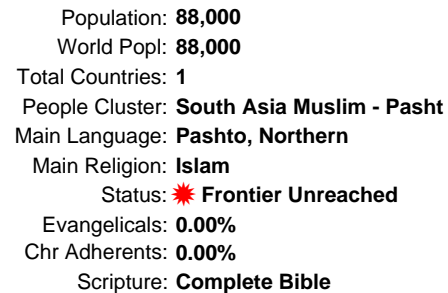 Population: 88,000
World Popl: 88,000
Total Countries: 1
People Cluster: South Asia Muslim - Pasht
Main Language: Pashto, Northern
Main Religion: Islam
Status: Frontier Unreached
Evangelicals: 0.00%
Chr Adherents: 0.00%
Scripture: Complete Bible